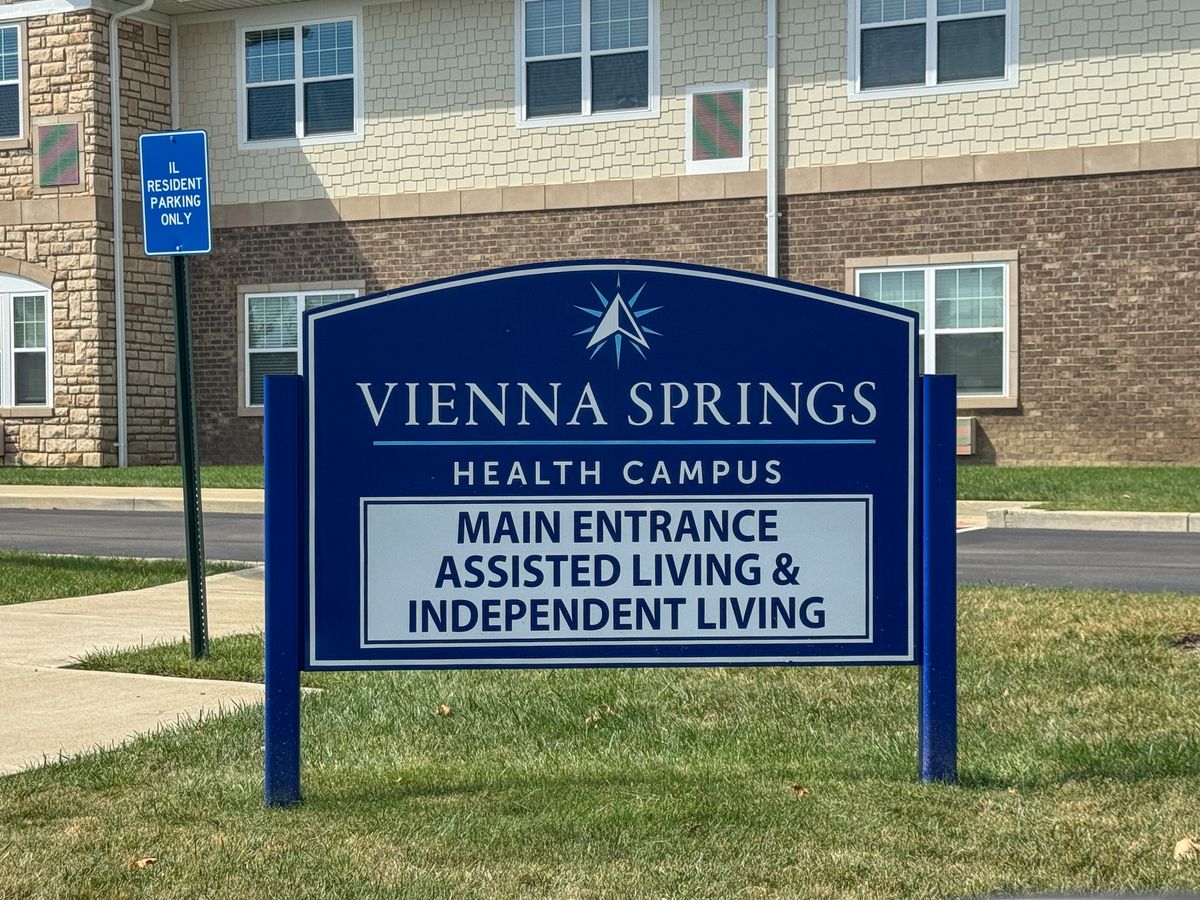 IL
RESIDENT
PARKING
ONLY
VIENNA SPRINGS
HEALTH CAMPUS
MAIN ENTRANCE
ASSISTED LIVING &
INDEPENDENT LIVING